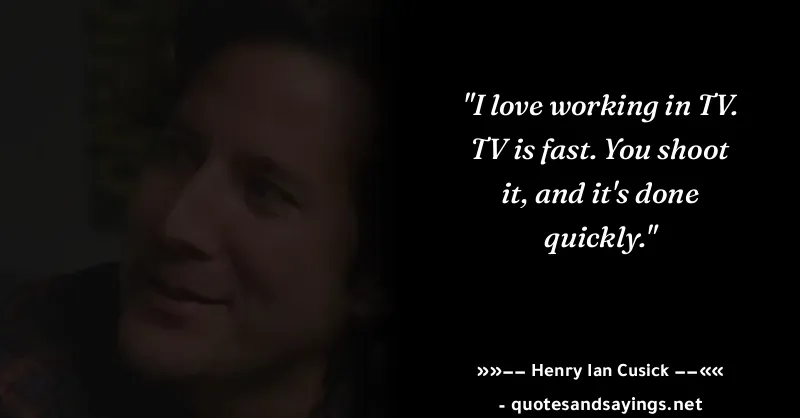 "I love working in TV.
TV is fast. You shoot
it, and it's done
quickly."
»»−− Henry Ian Cusick −−««
- quotesandsayings.net